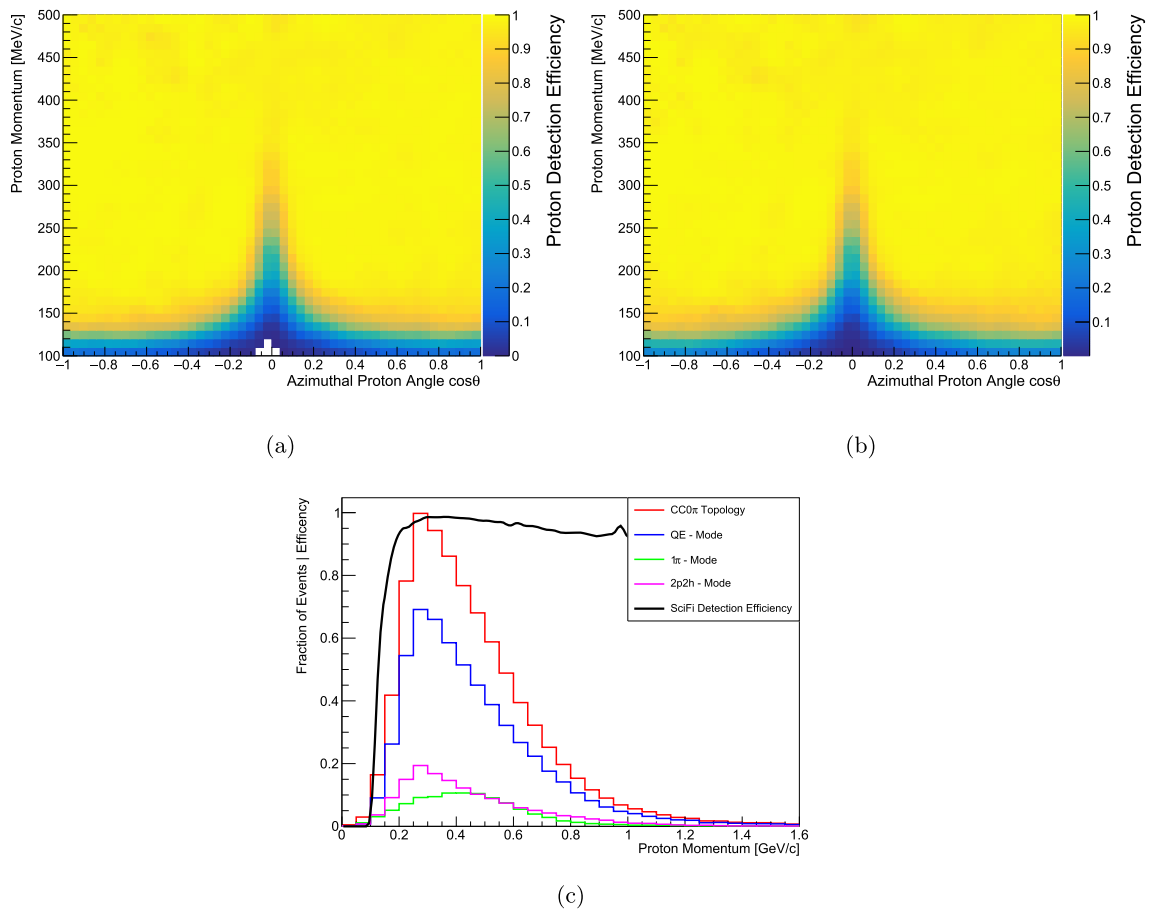 Proton Momentum [MeV/c]
500
450
400
350
300
250
200
150
100
−1 −0.8 −0.6 −0.4 −0.2 0 0.2 0.4 0.6 0.8 1
Azimuthal Proton Angle cosθ
1
0.9
0.8
0.7
0.6
0.5
0.4
0.3
0.2
0.1
0
Proton Detection Efficiency
(a)
Proton Momentum [MeV/c]
500
450
400
350
300
250
200
150
100
−1 −0.8 −0.6 −0.4 −0.2 0 0.2 0.4 0.6 0.8 1
Azimuthal Proton Angle cosθ
1
0.9
0.8
0.7
0.6
0.5
0.4
0.3
0.2
0.1
Proton Detection Efficiency
(b)
Fraction of Events | Efficency
1
0.8
0.6
0.4
0.2
0
0 0.2 0.4 0.6 0.8 1 1.2 1.4 1.6
Proton Momentum [GeV/c]
CC0π Topology
QE - Mode
1π - Mode
2p2h - Mode
SciFi Detection Efficiency
(c)